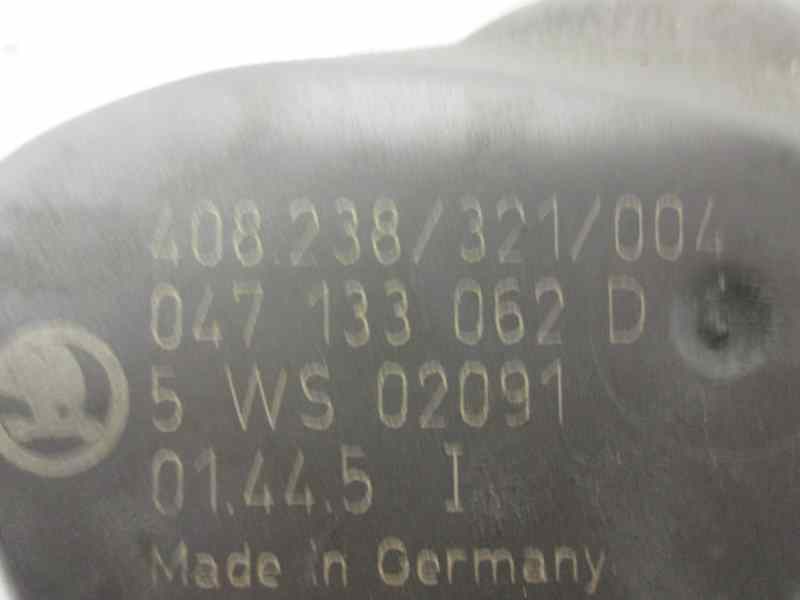 408.238/321/004
047 133 062 D
5 WS 02091
01.44.5 I
Made in Germany